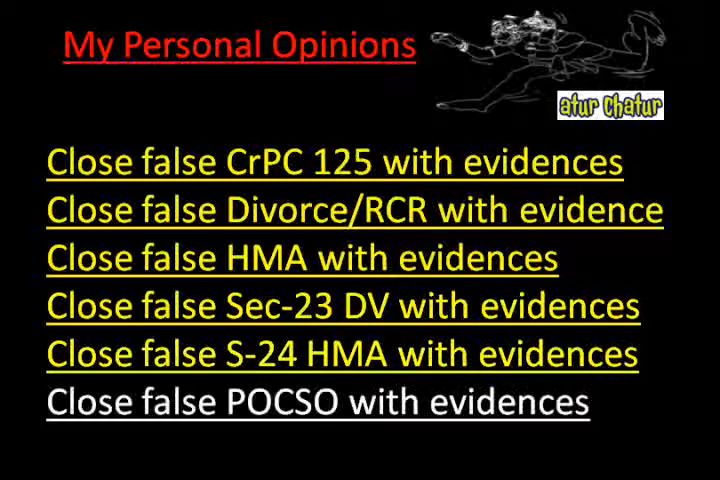 My Personal Opinions
atur chatur
Close false CrPC 125 with evidences
Close false Divorce/RCR with evidence
Close false HMA with evidences
Close false Sec-23 DV with evidences
Close false S-24 HMA with evidences
Close false POCSO with evidences